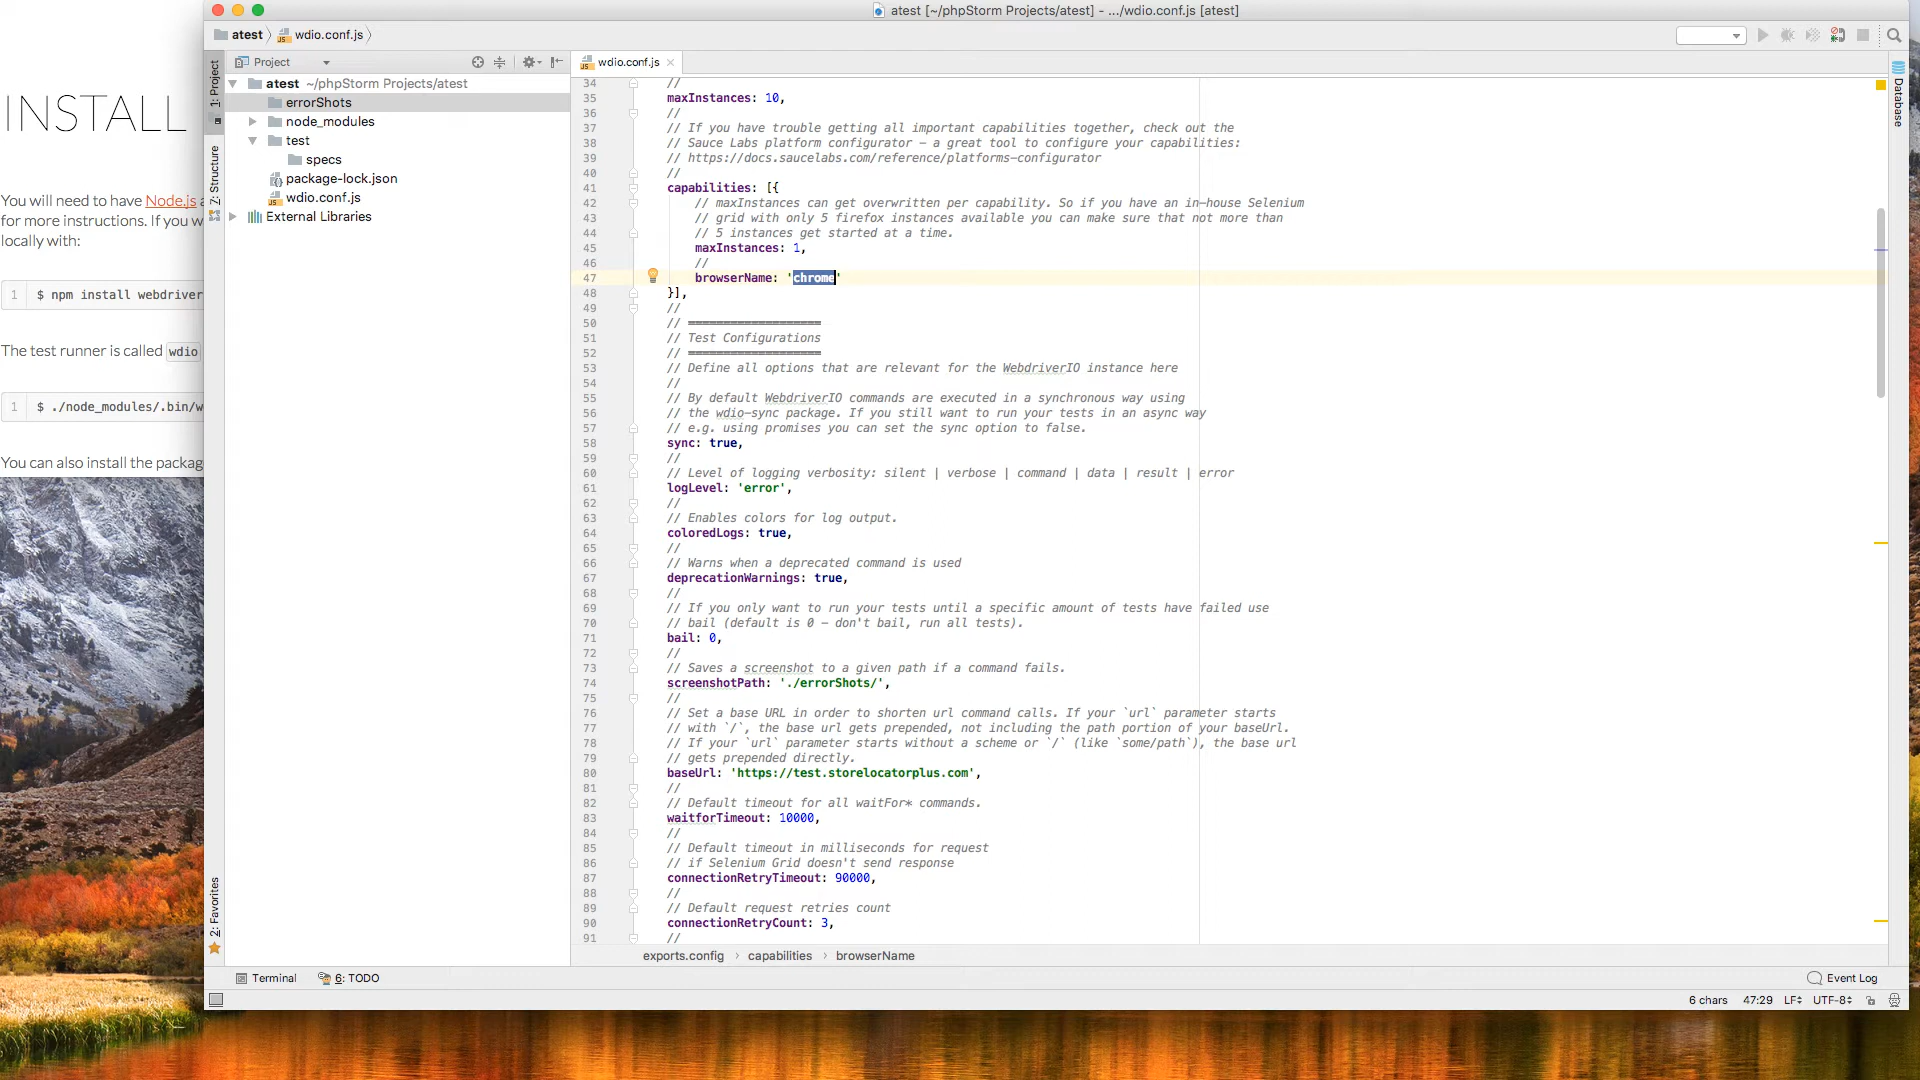 atest [~/phpStorm Projects/atest] - .../wdio.conf.js [atest]
atest wdio.conf.js
1: Project
Project
wdio.conf.js
Database
7: Structure
2: Favorites
atest ~/phpStorm Projects/atest
errorShots
node_modules
test
specs
package-lock.json
wdio.conf.js
External Libraries
INSTALL
You will need to have Node.js a
for more instructions. If you w
locally with:
1 $ npm install webdriver
The test runner is called wdio
1 $ ./node_modules/.bin/w
You can also install the packag
34 //
35 maxInstances: 10,
36 //
37 // If you have trouble getting all important capabilities together, check out the
38 // Sauce Labs platform configurator - a great tool to configure your capabilities:
39 // https://docs.saucelabs.com/reference/platforms-configurator
40 //
41 capabilities: [{
42 // maxInstances can get overwritten per capability. So if you have an in-house Selenium
43 // grid with only 5 firefox instances available you can make sure that not more than
44 // 5 instances get started at a time.
45 maxInstances: 1,
46 //
47 browserName: 'chrome'
48 }],
49 //
50 // ===================
51 // Test Configurations
52 // ===================
53 // Define all options that are relevant for the WebdriverIO instance here
54 //
55 // By default WebdriverIO commands are executed in a synchronous way using
56 // the wdio-sync package. If you still want to run your tests in an async way
57 // e.g. using promises you can set the sync option to false.
58 sync: true,
59 //
60 // Level of logging verbosity: silent | verbose | command | data | result | error
61 logLevel: 'error',
62 //
63 // Enables colors for log output.
64 coloredLogs: true,
65 //
66 // Warns when a deprecated command is used
67 deprecationWarnings: true,
68 //
69 // If you only want to run your tests until a specific amount of tests have failed use
70 // bail (default is 0 - don't bail, run all tests).
71 bail: 0,
72 //
73 // Saves a screenshot to a given path if a command fails.
74 screenshotPath: './errorShots/',
75 //
76 // Set a base URL in order to shorten url command calls. If your `url` parameter starts
77 // with `/`, the base url gets prepended, not including the path portion of your baseUrl.
78 // If your `url` parameter starts without a scheme or `/` (like `some/path`), the base url
79 // gets prepended directly.
80 baseUrl: 'https://test.storelocatorplus.com',
81 //
82 // Default timeout for all waitFor* commands.
83 waitforTimeout: 10000,
84 //
85 // Default timeout in milliseconds for request
86 // if Selenium Grid doesn't send response
87 connectionRetryTimeout: 90000,
88 //
89 // Default request retries count
90 connectionRetryCount: 3,
91 //
exports.config › capabilities › browserName
Terminal
6: TODO
Event Log
6 chars 47:29 LF÷ UTF-8÷